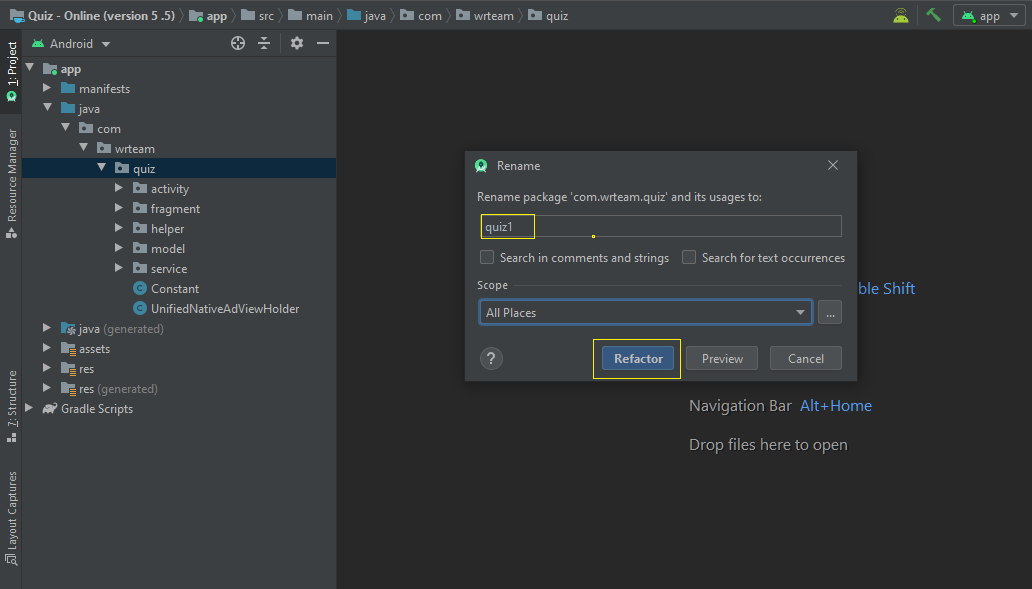 Quiz - Online (version 5 .5) app src main java com wrteam quiz app
1: Project
Resource Manager
7: Structure
Layout Captures
Android
app
manifests
java
com
wrteam
quiz
activity
fragment
helper
model
service
Constant
UnifiedNativeAdViewHolder
java (generated)
assets
res
res (generated)
Gradle Scripts
Rename
Rename package 'com.wrteam.quiz' and its usages to:
quiz1
Search in comments and strings Search for text occurrences
Scope
All Places ...
? Refactor Preview Cancel
ble Shift
Navigation Bar Alt+Home
Drop files here to open